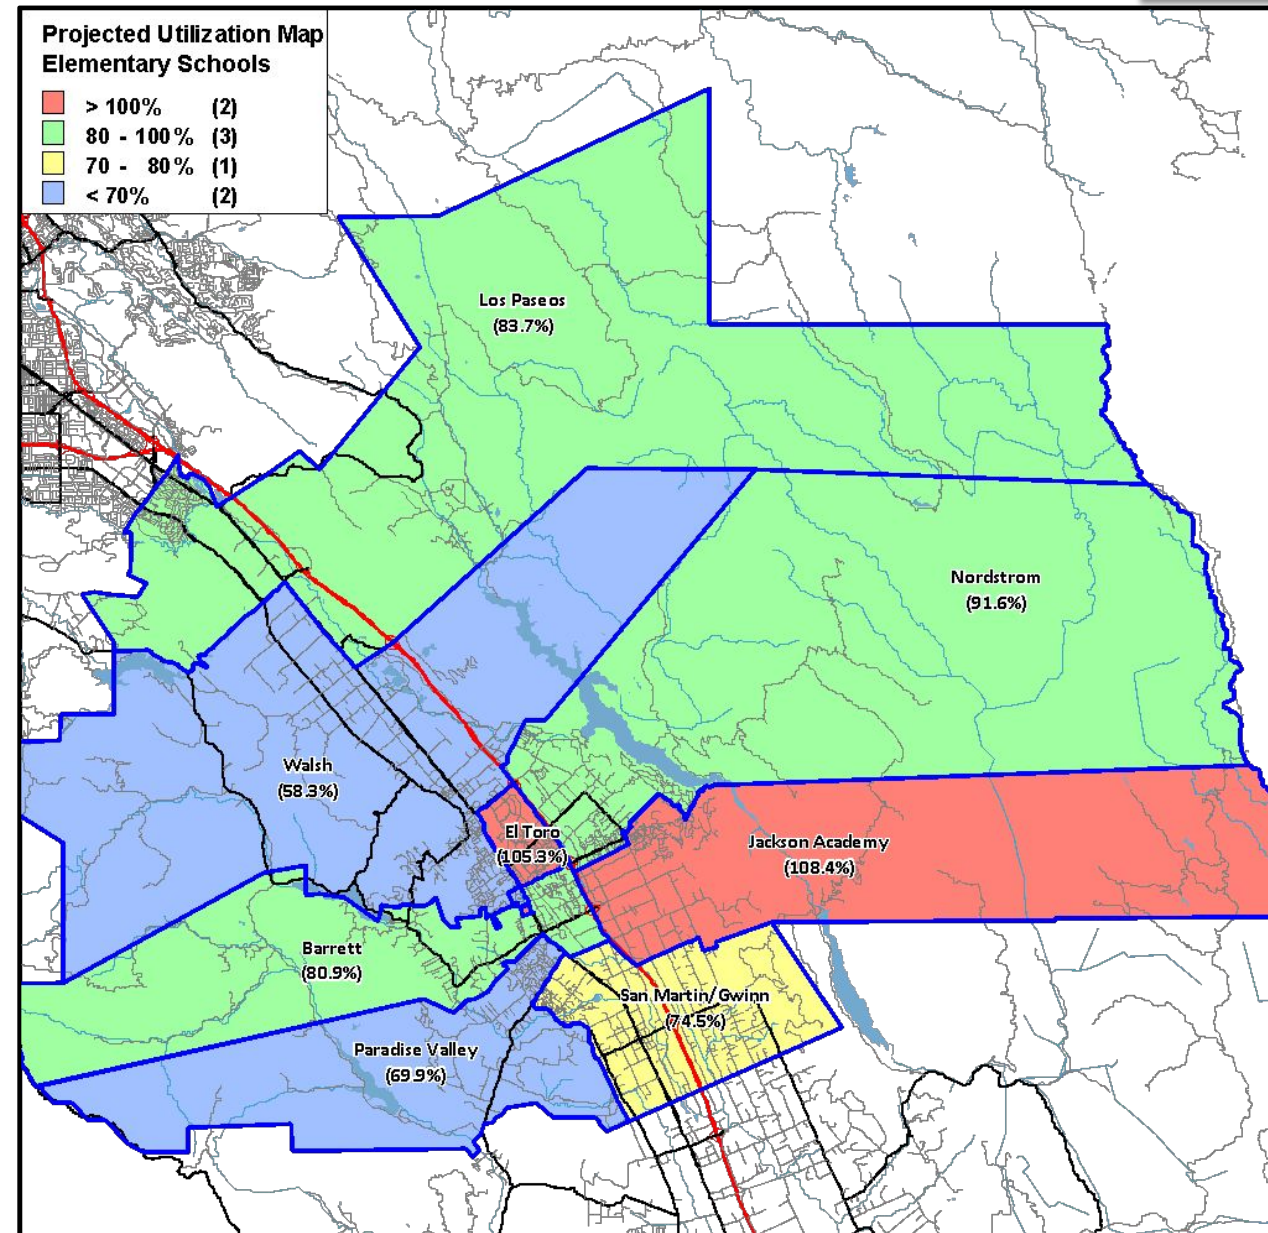 Projected Utilization Map
Elementary Schools
> 100% (2)
80 - 100% (3)
70 - 80% (1)
< 70% (2)
Los Paseos
(83.7%)
Nordstrom
(91.6%)
Walsh
(58.3%)
El Toro
(105.3%)
Jackson Academy
(108.4%)
Barrett
(80.9%)
San Martin/Gwinn
(74.5%)
Paradise Valley
(69.9%)